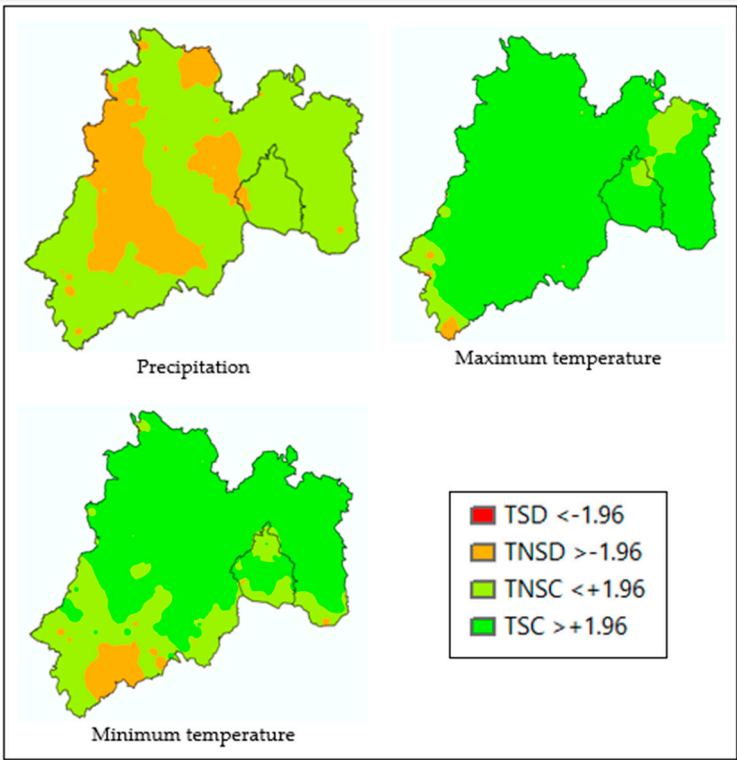 Precipitation
Maximum temperature
Minimum temperature
TSD <-1.96
TNSD >-1.96
TNSC <+1.96
TSC >+1.96